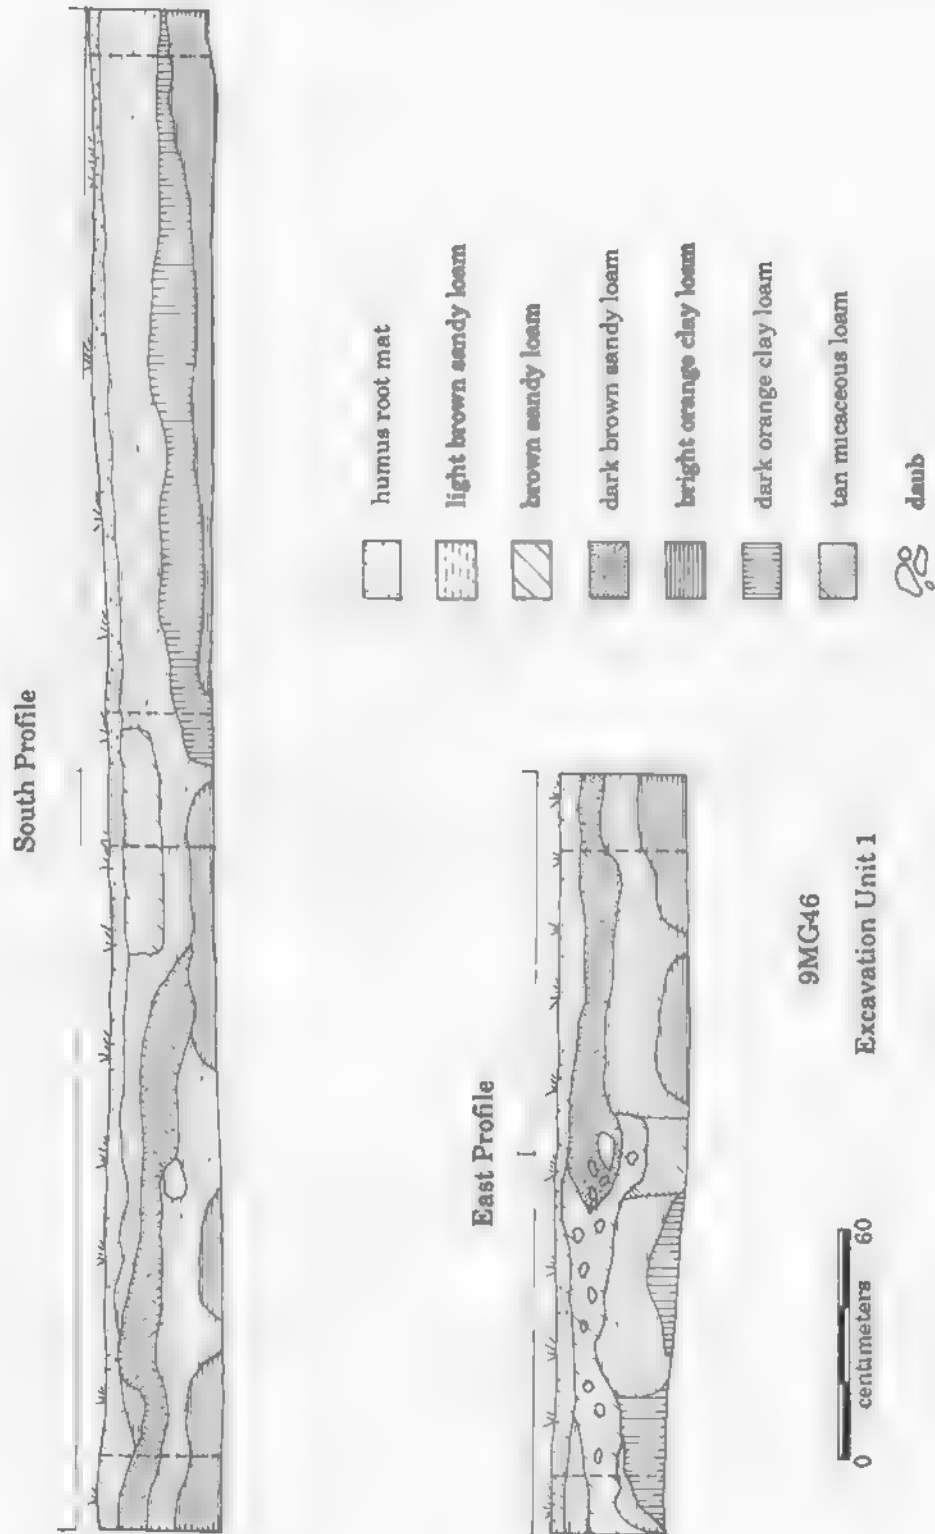 South Profile
East Profile
humus root mat
light brown sandy loam
brown sandy loam
dark brown sandy loam
bright orange clay loam
dark orange clay loam
tan micaceous loam
daub
0 centimeters 60
9MG46
Excavation Unit 1